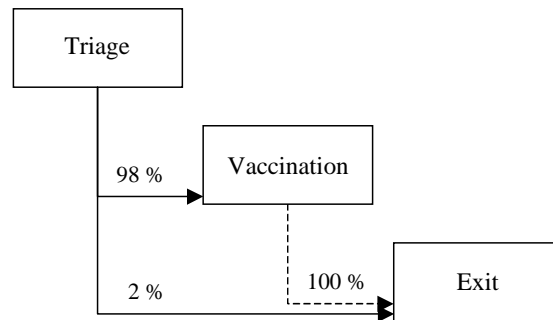 Triage
98 %
Vaccination
2 %
100 %
Exit